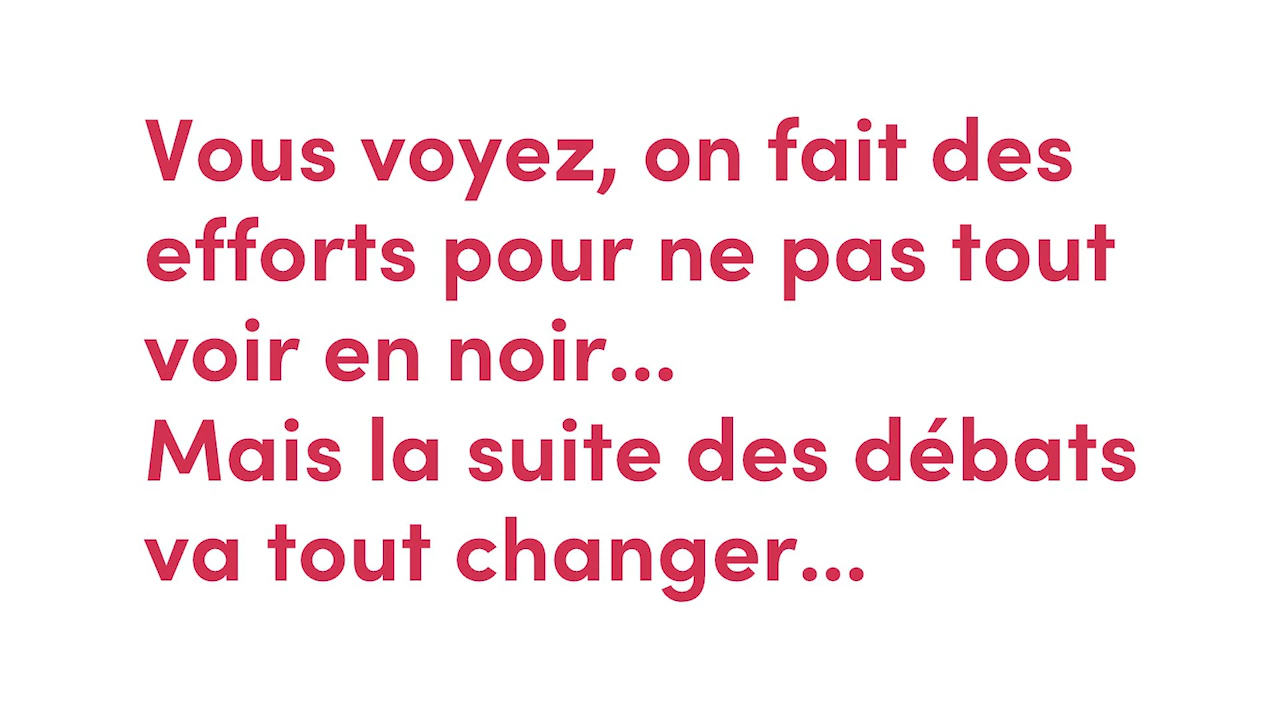 Vous voyez, on fait des
efforts pour ne pas tout
voir en noir...
Mais la suite des débats
va tout changer...